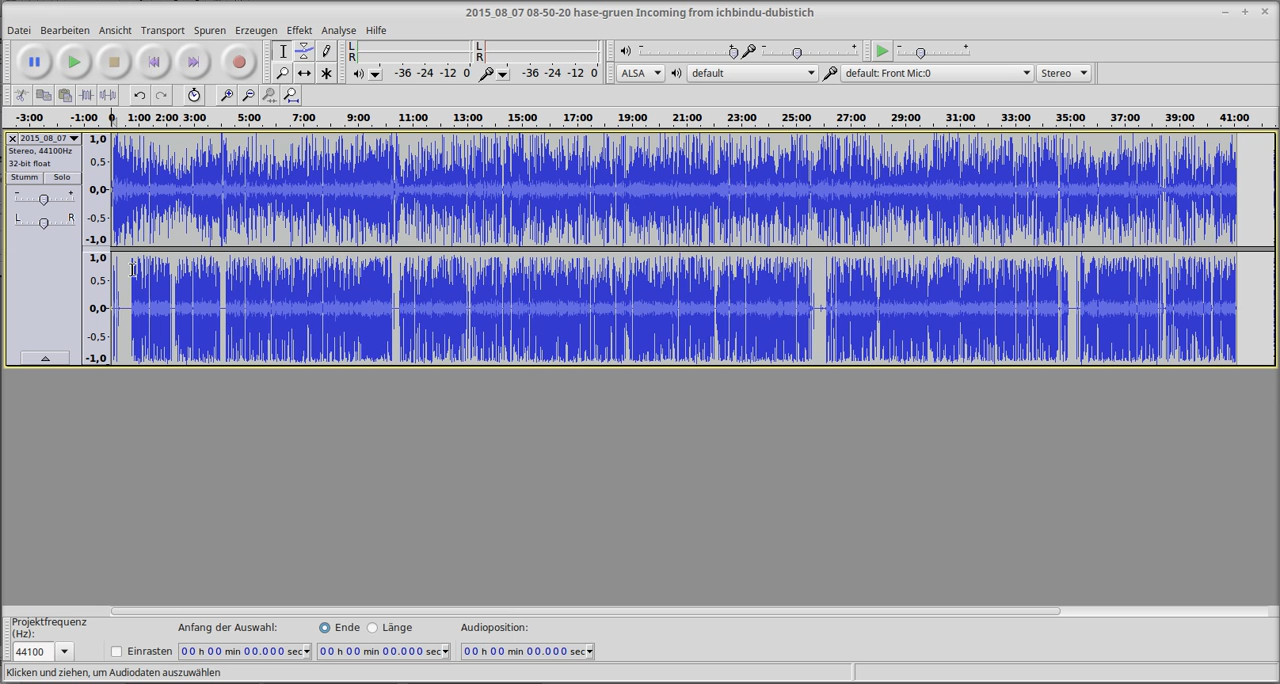 2015_08_07 08-50-20 hase-gruen Incoming from ichbindu-dubistich
Datei Bearbeiten Ansicht Transport Spuren Erzeugen Effekt Analyse Hilfe
L
R
-36 -24 -12 0
L
R
-36 -24 -12 0
- + - + - +
ALSA default default: Front Mic:0 Stereo
-3:00 -1:00 0 1:00 2:00 3:00 5:00 7:00 9:00 11:00 13:00 15:00 17:00 19:00 21:00 23:00 25:00 27:00 29:00 31:00 33:00 35:00 37:00 39:00 41:00
2015_08_07
Stereo, 44100Hz
32-bit float
Stumm Solo
- +
L R
1,0
0,5-
0,0-
-0,5-
-1,0
1,0
0,5-
0,0-
-0,5-
-1,0
Projektfrequenz
(Hz):
Anfang der Auswahl: Ende Länge Audioposition:
44100 Einrasten 00 h 00 min 00.000 sec 00 h 00 min 00.000 sec 00 h 00 min 00.000 sec
Klicken und ziehen, um Audiodaten auszuwählen